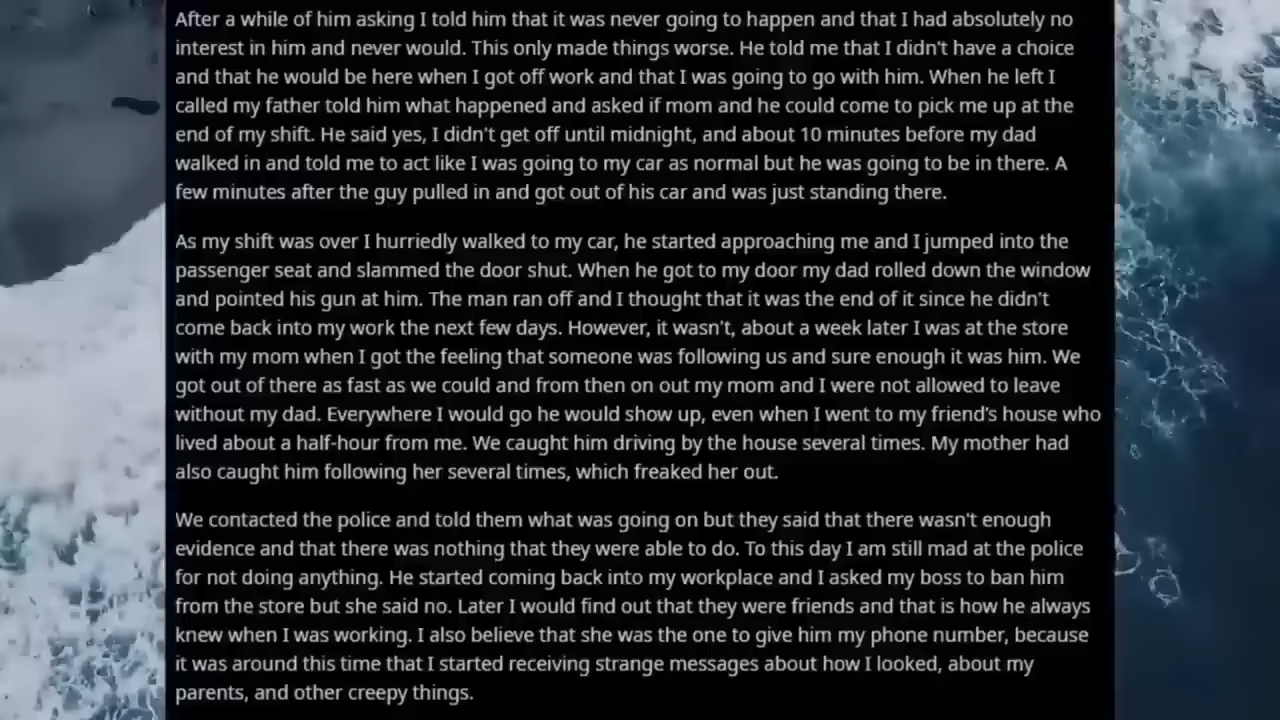 After a while of him asking I told him that it was never going to happen and that I had absolutely no
interest in him and never would. This only made things worse. He told me that I didn't have a choice
and that he would be here when I got off work and that I was going to go with him. When he left I
called my father told him what happened and asked if mom and he could come to pick me up at the
end of my shift. He said yes, I didn't get off until midnight, and about 10 minutes before my dad
walked in and told me to act like I was going to my car as normal but he was going to be in there. A
few minutes after the guy pulled in and got out of his car and was just standing there.
As my shift was over I hurriedly walked to my car, he started approaching me and I jumped into the
passenger seat and slammed the door shut. When he got to my door my dad rolled down the window
and pointed his gun at him. The man ran off and I thought that it was the end of it since he didn't
come back into my work the next few days. However, it wasn't, about a week later I was at the store
with my mom when I got the feeling that someone was following us and sure enough it was him. We
got out of there as fast as we could and from then on out my mom and I were not allowed to leave
without my dad. Everywhere I would go he would show up, even when I went to my friend's house who
lived about a half-hour from me. We caught him driving by the house several times. My mother had
also caught him following her several times, which freaked her out.
We contacted the police and told them what was going on but they said that there wasn't enough
evidence and that there was nothing that they were able to do. To this day I am still mad at the police
for not doing anything. He started coming back into my workplace and I asked my boss to ban him
from the store but she said no. Later I would find out that they were friends and that is how he always
knew when I was working. I also believe that she was the one to give him my phone number, because
it was around this time that I started receiving strange messages about how I looked, about my
parents, and other creepy things.